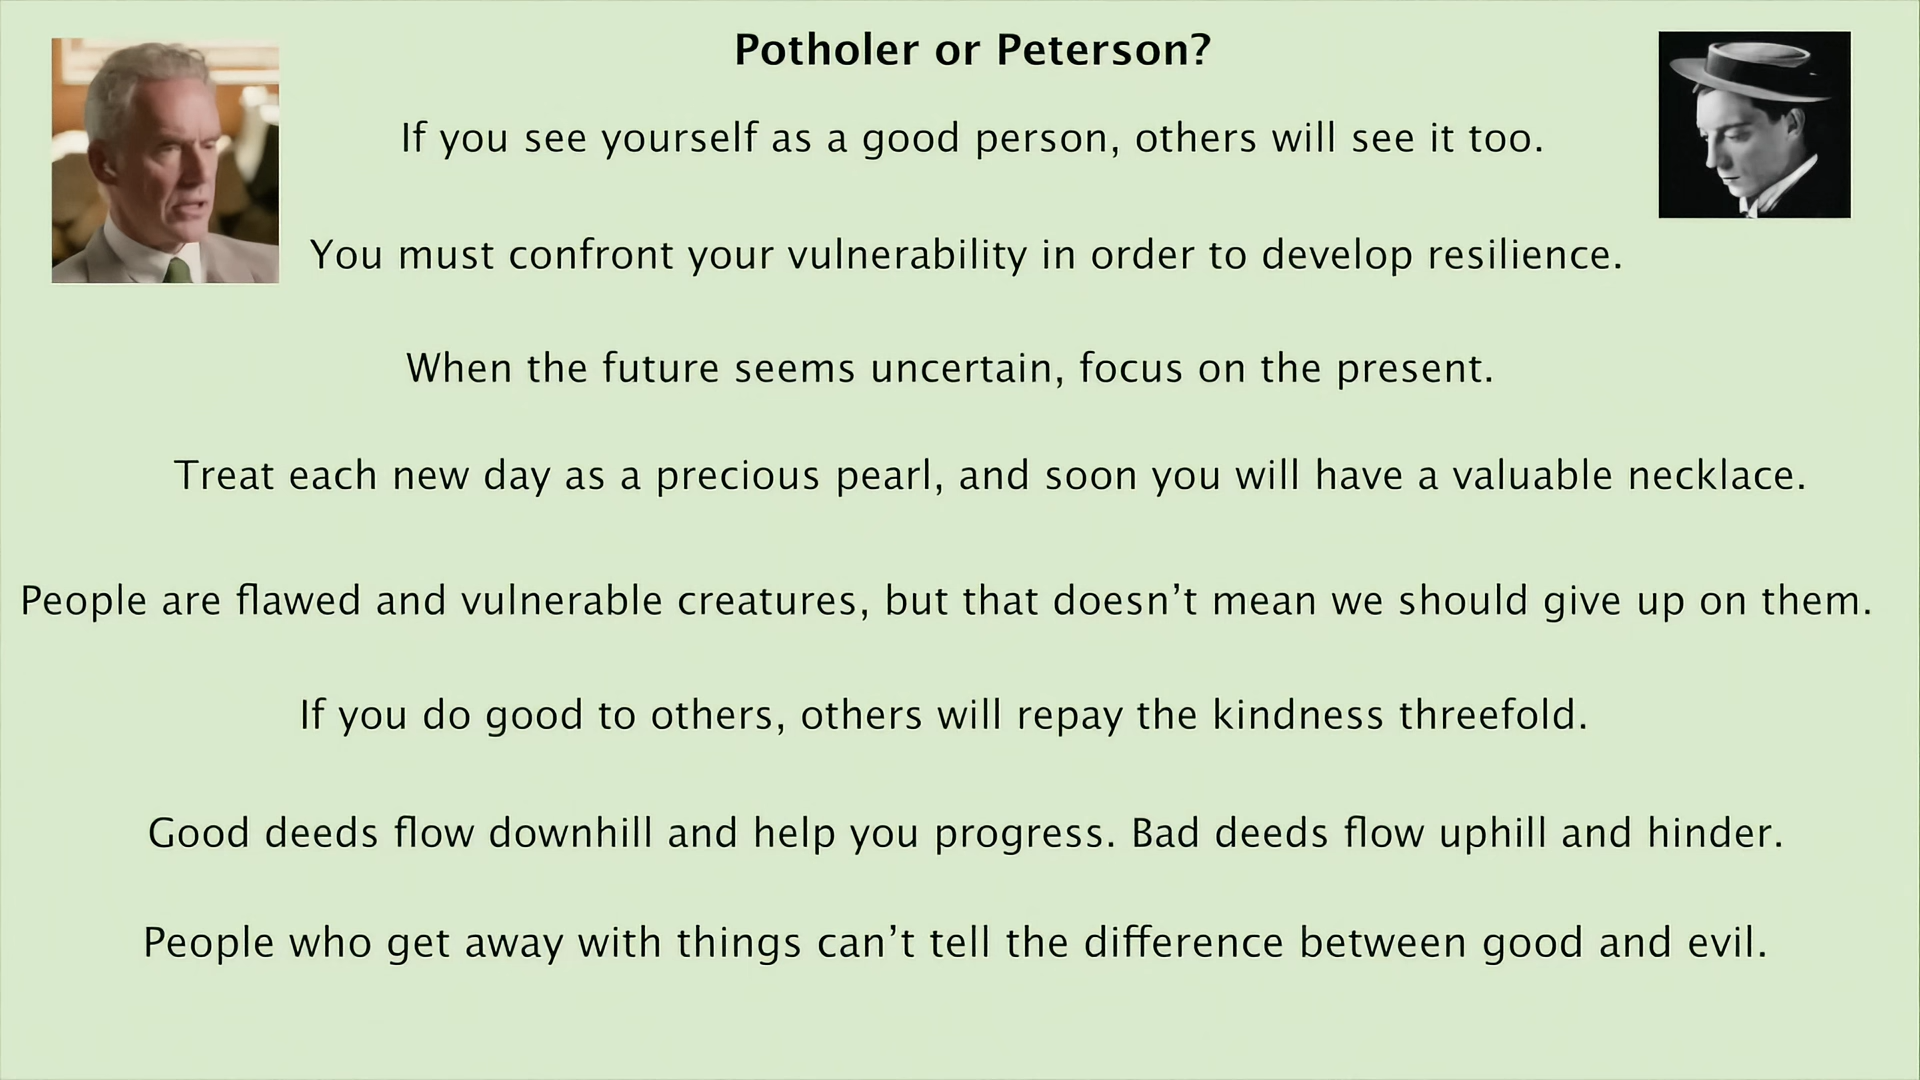 Potholer or Peterson?
If you see yourself as a good person, others will see it too.
You must confront your vulnerability in order to develop resilience.
When the future seems uncertain, focus on the present.
Treat each new day as a precious pearl, and soon you will have a valuable necklace.
People are flawed and vulnerable creatures, but that doesn’t mean we should give up on them.
If you do good to others, others will repay the kindness threefold.
Good deeds flow downhill and help you progress. Bad deeds flow uphill and hinder.
People who get away with things can’t tell the difference between good and evil.